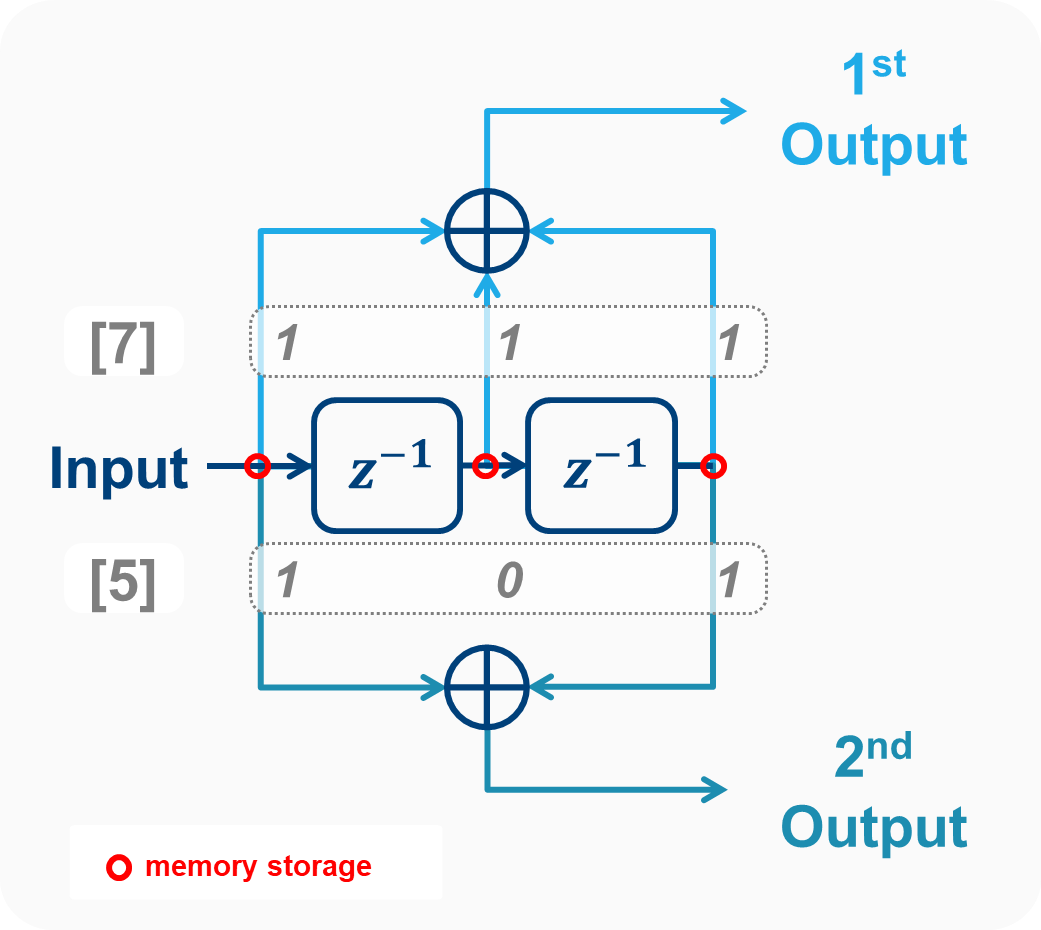 1st
Output
[7] 1 1 1
Input z⁻¹ z⁻¹
[5] 1 0 1
2nd
Output
memory storage